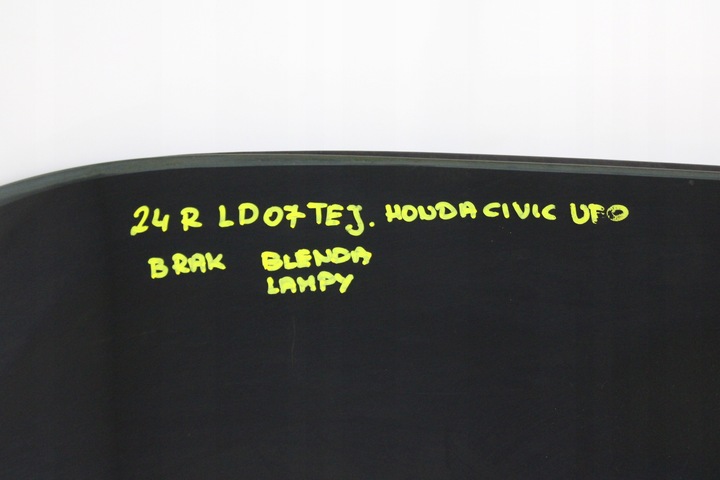 24 R LD07TEJ. HONDA CIVIC UFO
BRAK BLENDA
LAMPY